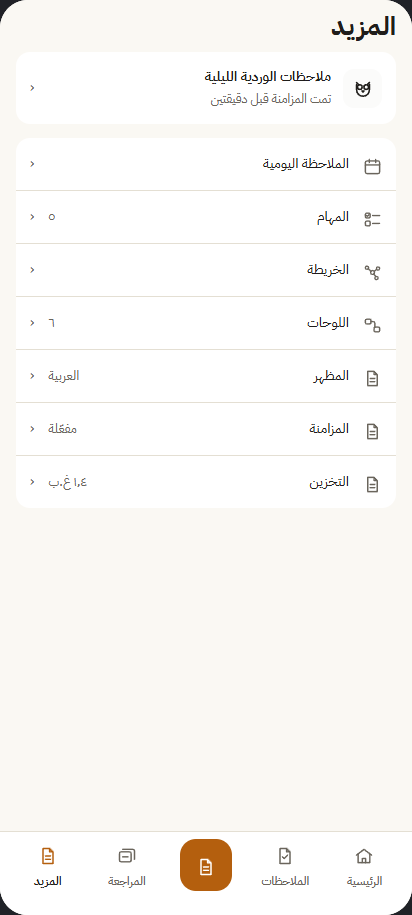 المزيد
ملاحظات الوردية الليلية
تمت المزامنة قبل دقيقتين
الملاحظة اليومية
المهام ٥
الخريطة
اللوحات ٦
المظهر العربية
المزامنة مفعّلة
التخزين ١٫٤ غ.ب
الرئيسية الملاحظات المراجعة المزيد